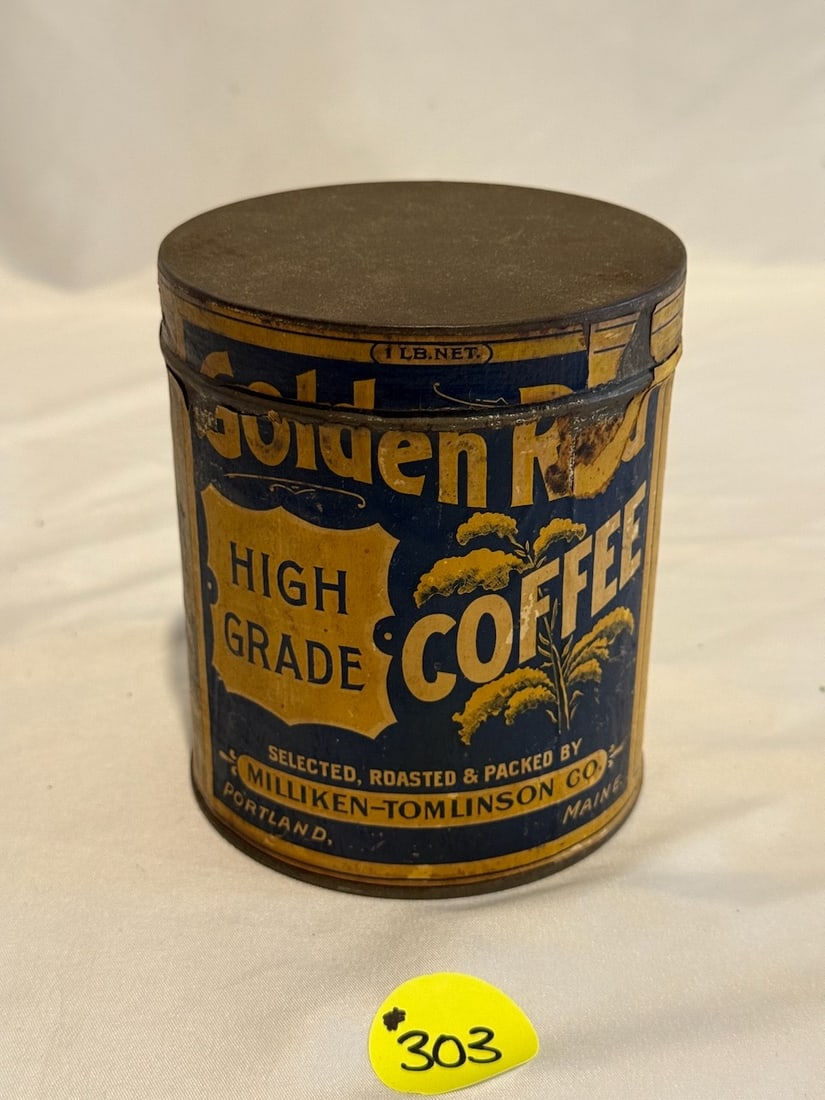 1 LB. NET.
Golden
HIGH
GRADE
COFFEE
SELECTED, ROASTED & PACKED BY
MILLIKEN-TOMLINSON CO.
PORTLAND, MAINE.
#303